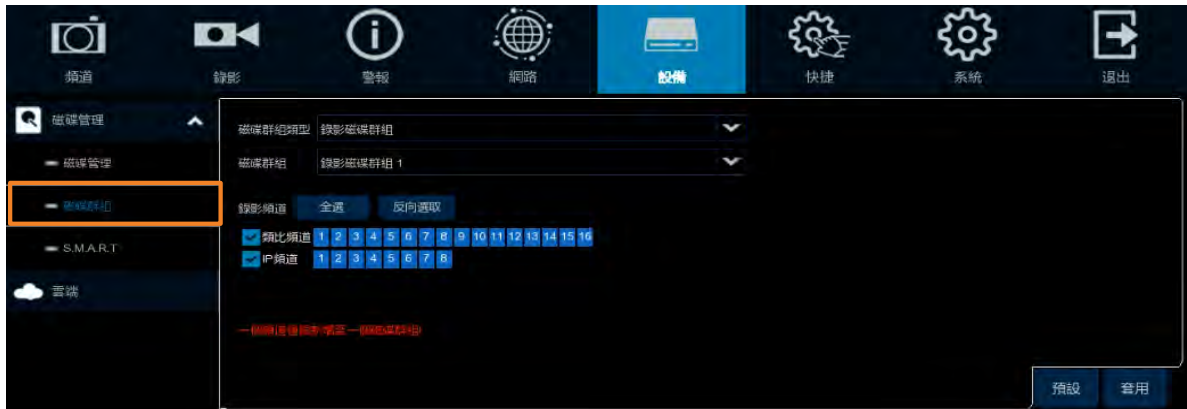 頻道 錄影 警報 網路 設備 快捷 系統 退出
磁碟管理
磁碟管理
磁碟群組
S.M.A.R.T
雲端
磁碟群組類型 錄影磁碟群組
磁碟群組 錄影磁碟群組 1
錄影頻道 全選 反向選取
類比頻道 1 2 3 4 5 6 7 8 9 10 11 12 13 14 15 16
IP頻道 1 2 3 4 5 6 7 8
預設 套用